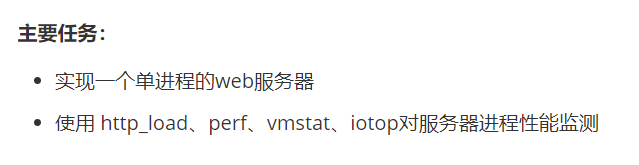 主要任务：
实现一个单进程的web服务器
使用 http_load、perf、vmstat、iotop对服务器进程性能监测